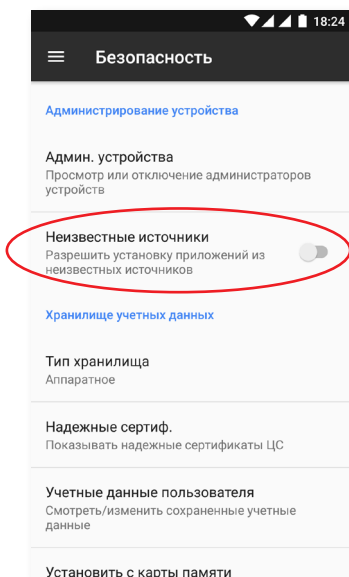 18:24
Безопасность
Администрирование устройства
Админ. устройства
Просмотр или отключение администраторов
устройств
Неизвестные источники
Разрешить установку приложений из
неизвестных источников
Хранилище учетных данных
Тип хранилища
Аппаратное
Надежные сертиф.
Показывать надежные сертификаты ЦС
Учетные данные пользователя
Смотреть/изменить сохраненные учетные
данные
Установить с карты памяти